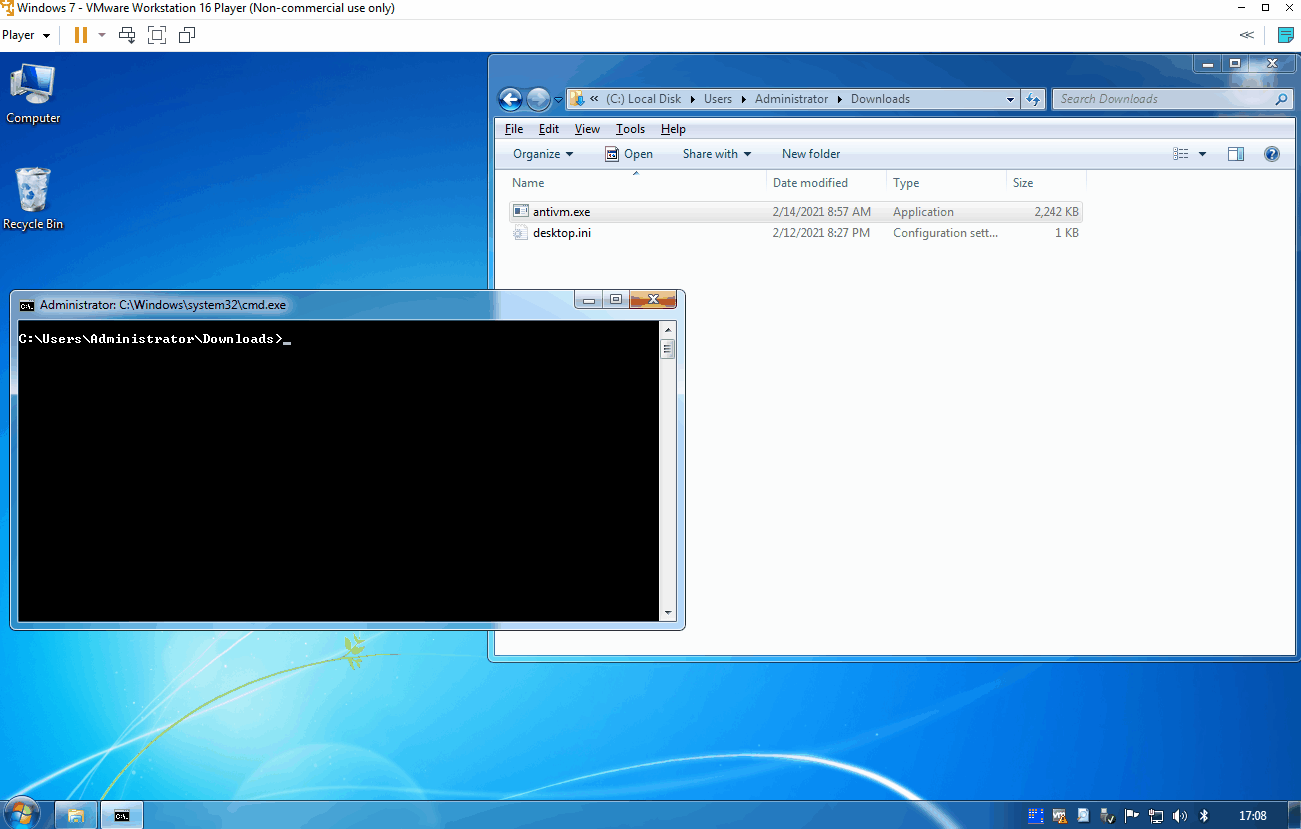 Windows 7 - VMware Workstation 16 Player (Non-commercial use only)
Player
Computer
Recycle Bin
« (C:) Local Disk Users Administrator Downloads
Search Downloads
File Edit View Tools Help
Organize Open Share with New folder
Name Date modified Type Size
antivm.exe 2/14/2021 8:57 AM Application 2,242 KB
desktop.ini 2/12/2021 8:27 PM Configuration sett... 1 KB
Administrator: C:\Windows\system32\cmd.exe
C:\Users\Administrator\Downloads>_
17:08